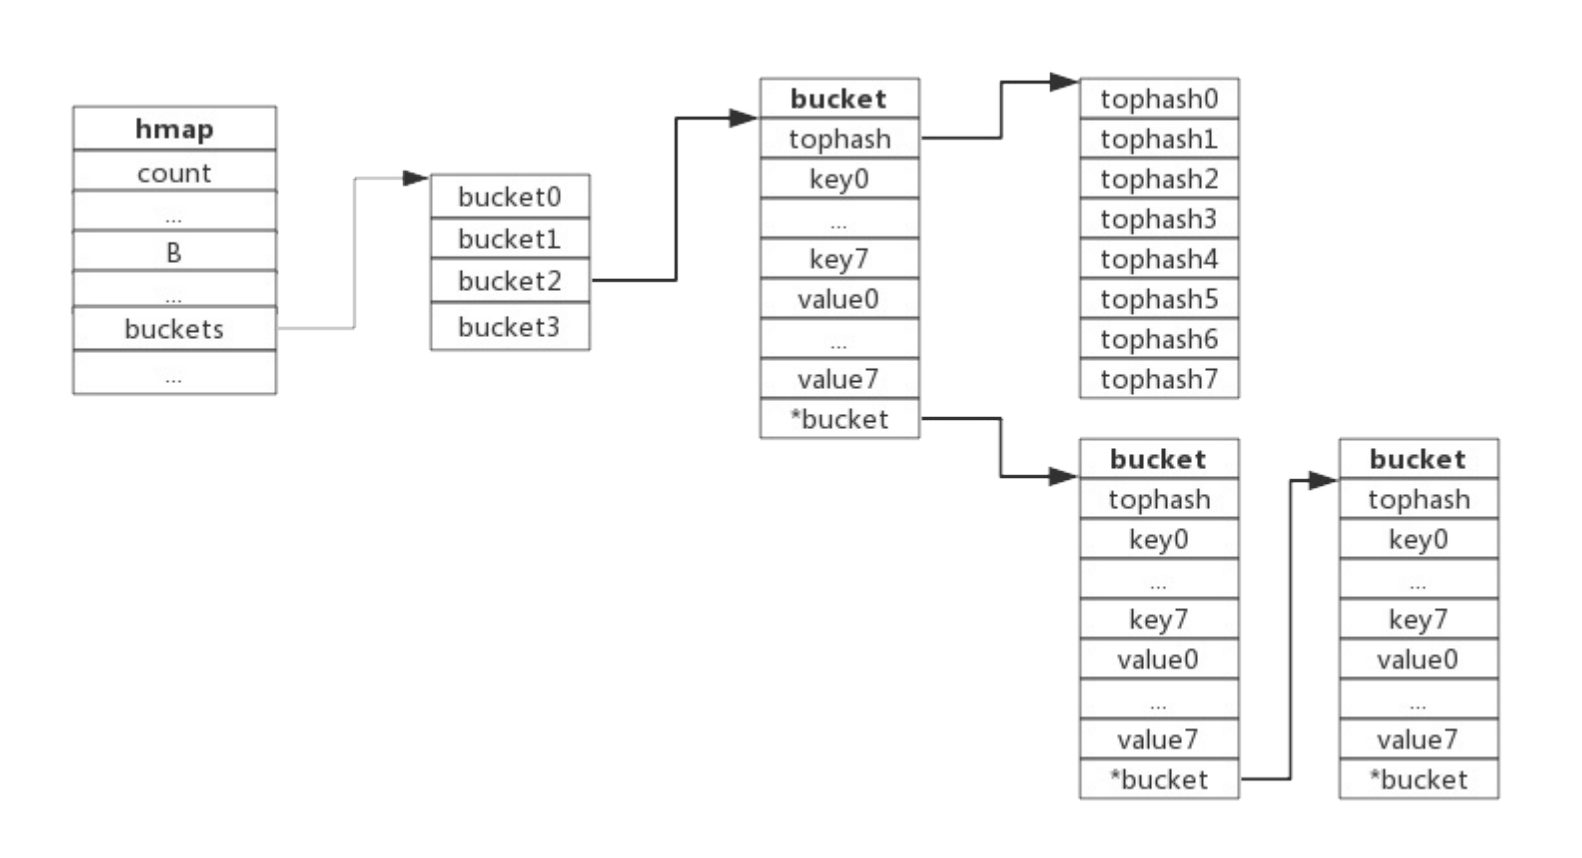 hmap
count
...
B
...
buckets
...
bucket0
bucket1
bucket2
bucket3
bucket
tophash
key0
...
key7
value0
...
value7
*bucket
tophash0
tophash1
tophash2
tophash3
tophash4
tophash5
tophash6
tophash7
bucket
tophash
key0
...
key7
value0
...
value7
*bucket
bucket
tophash
key0
...
key7
value0
...
value7
*bucket